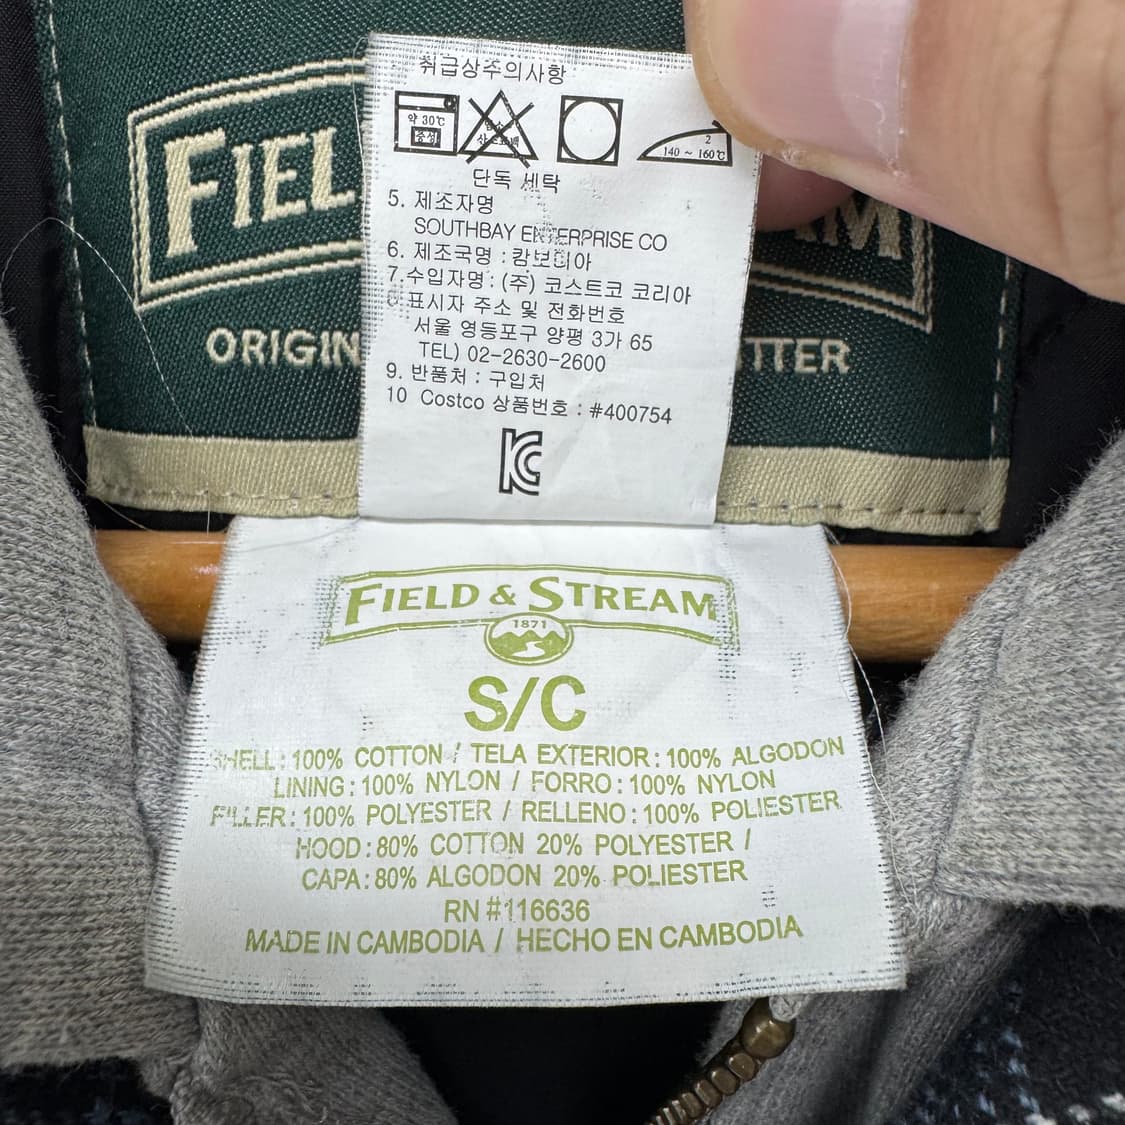 취급상주의사항
약 30℃
중성
2
140 ~ 160℃
단독 세탁
5. 제조자명
SOUTHBAY ENTERPRISE CO
6. 제조국명 : 캄보디아
7. 수입자명 : (주) 코스트코 코리아
8. 표시자 주소 및 전화번호
서울 영등포구 양평 3가 65
TEL) 02-2630-2600
9. 반품처 : 구입처
10 Costco 상품번호 : #400754
KC
FIEL
AM
ORIGIN
TTER
FIELD & STREAM
1871
S/C
SHELL: 100% COTTON / TELA EXTERIOR: 100% ALGODON
LINING: 100% NYLON / FORRO: 100% NYLON
FILLER: 100% POLYESTER / RELLENO: 100% POLIESTER
HOOD: 80% COTTON 20% POLYESTER /
CAPA: 80% ALGODON 20% POLIESTER
RN #116636
MADE IN CAMBODIA / HECHO EN CAMBODIA